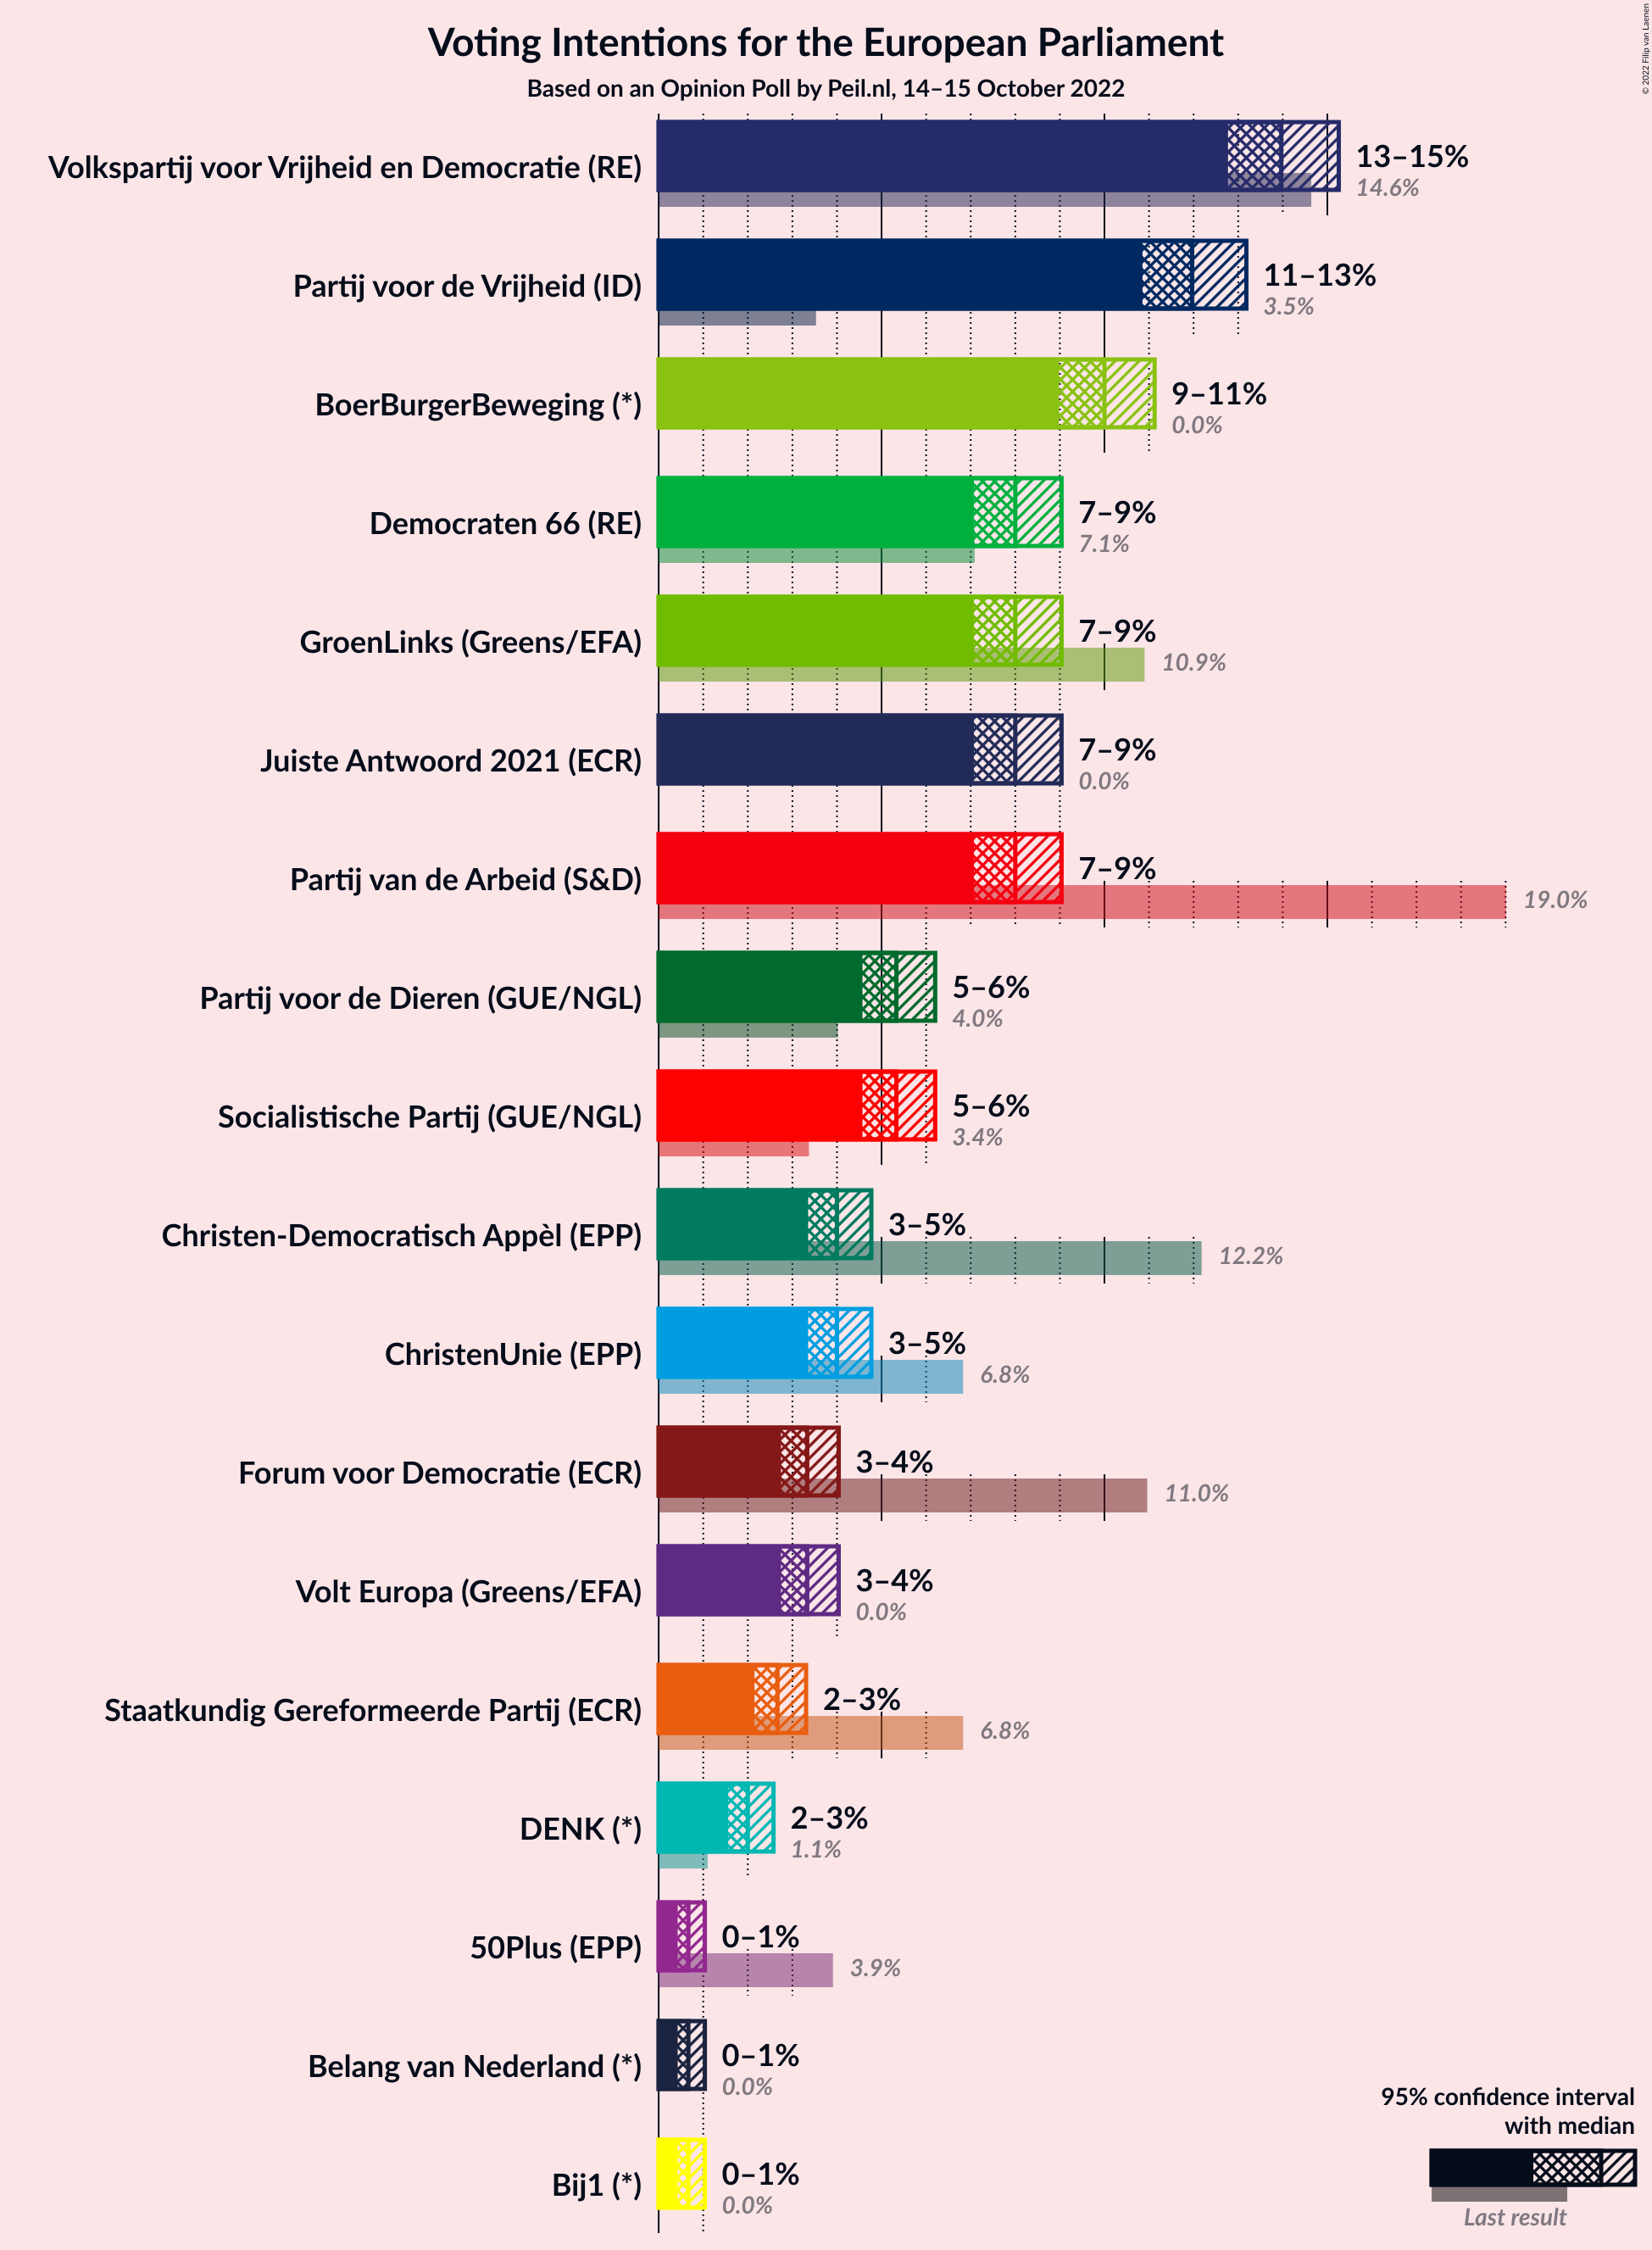 Voting Intentions for the European Parliament
Based on an Opinion Poll by Peil.nl, 14–15 October 2022
© 2022 Filip van Laenen
Volkspartij voor Vrijheid en Democratie (RE)
13–15%
14.6%
Partij voor de Vrijheid (ID)
11–13%
3.5%
BoerBurgerBeweging (*)
9–11%
0.0%
Democraten 66 (RE)
7–9%
7.1%
GroenLinks (Greens/EFA)
7–9%
10.9%
Juiste Antwoord 2021 (ECR)
7–9%
0.0%
Partij van de Arbeid (S&D)
7–9%
19.0%
Partij voor de Dieren (GUE/NGL)
5–6%
4.0%
Socialistische Partij (GUE/NGL)
5–6%
3.4%
Christen-Democratisch Appèl (EPP)
3–5%
12.2%
ChristenUnie (EPP)
3–5%
6.8%
Forum voor Democratie (ECR)
3–4%
11.0%
Volt Europa (Greens/EFA)
3–4%
0.0%
Staatkundig Gereformeerde Partij (ECR)
2–3%
6.8%
DENK (*)
2–3%
1.1%
50Plus (EPP)
0–1%
3.9%
Belang van Nederland (*)
0–1%
0.0%
Bij1 (*)
0–1%
0.0%
95% confidence interval
with median
Last result